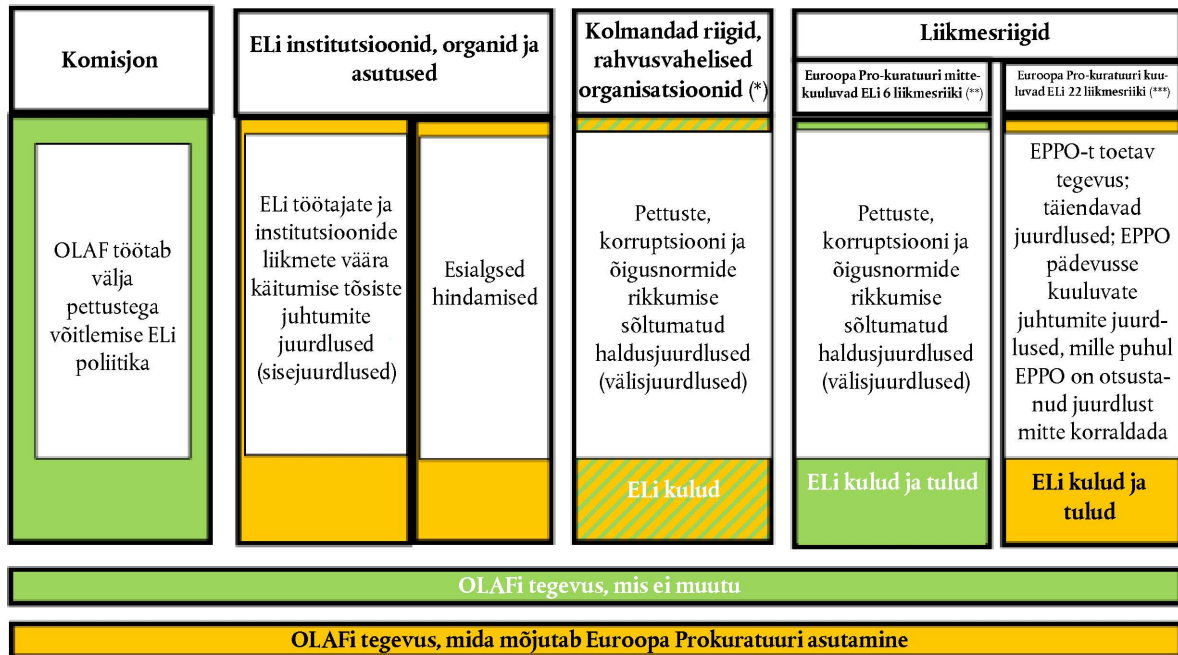 Komisjon
ELi institutsioonid, organid ja
asutused
Kolmandad riigid,
rahvusvahelised
organisatsioonid (*)
Liikmesriigid
Euroopa Pro-kuratuuri mitte-
kuuluvad ELi 6 liikmesriiki (**)
Euroopa Pro-kuratuuri kuu-
luvad ELi 22 liikmesriiki (***)
OLAF töötab
välja
pettustega
võitlemise ELi
poliitika
ELi töötajate ja
institutsioonide
liikmete väära
käitumise tõsiste
juhtumite
juurdlused
(sisejuurdlused)
Esialgsed
hindamised
Pettuste,
korruptsiooni ja
õigusnormide
rikkumise
sõltumatud
haldusjuurdlused
(välisjuurdlused)
ELi kulud
Pettuste,
korruptsiooni ja
õigusnormide
rikkumise
sõltumatud
haldusjuurdlused
(välisjuurdlused)
ELi kulud ja tulud
EPPO-t toetav
tegevus;
täiendavad
juurdlused; EPPO
pädevusse
kuuluvate
juhtumite juurd-
lused, mille puhul
EPPO on otsusta-
nud juurdlust
mitte korraldada
ELi kulud ja
tulud
OLAFi tegevus, mis ei muutu
OLAFi tegevus, mida mõjutab Euroopa Prokuratuuri asutamine